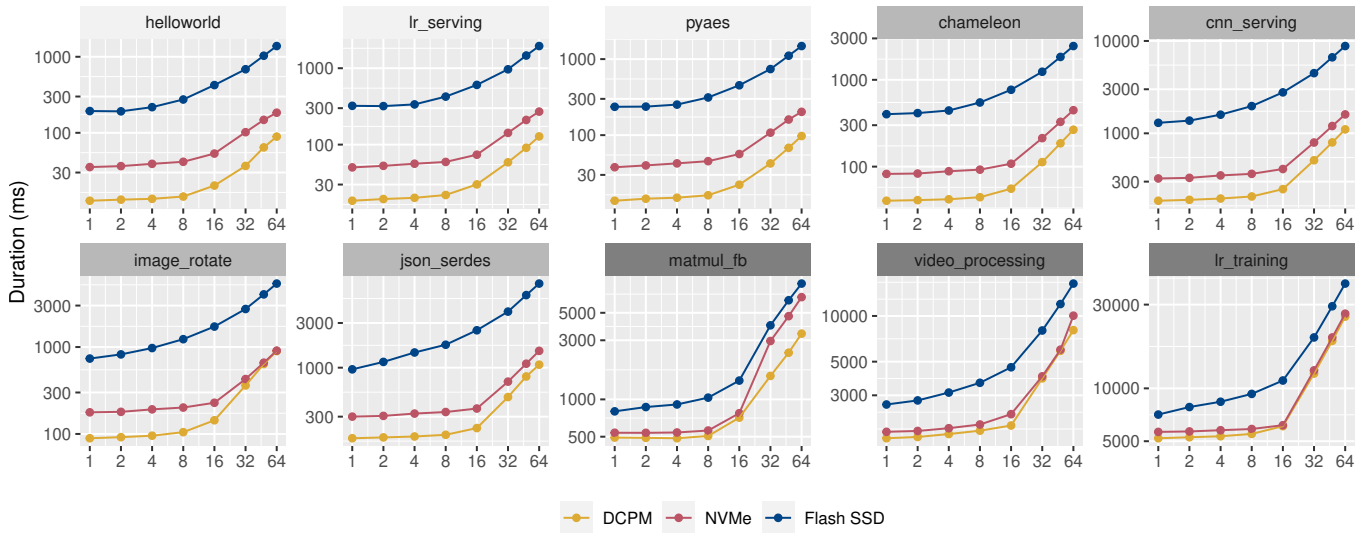 helloworld lr_serving pyaes chameleon cnn_serving
Duration (ms)
1000
300
100
30
1 2 4 8 16 32 64
1000
300
100
30
1 2 4 8 16 32 64
1000
300
100
30
1 2 4 8 16 32 64
3000
1000
300
100
1 2 4 8 16 32 64
10000
3000
1000
300
1 2 4 8 16 32 64
image_rotate json_serdes matmul_fb video_processing lr_training
3000
1000
300
100
1 2 4 8 16 32 64
3000
1000
300
1 2 4 8 16 32 64
5000
3000
1000
500
1 2 4 8 16 32 64
10000
5000
3000
1 2 4 8 16 32 64
30000
10000
5000
1 2 4 8 16 32 64
DCPM NVMe Flash SSD